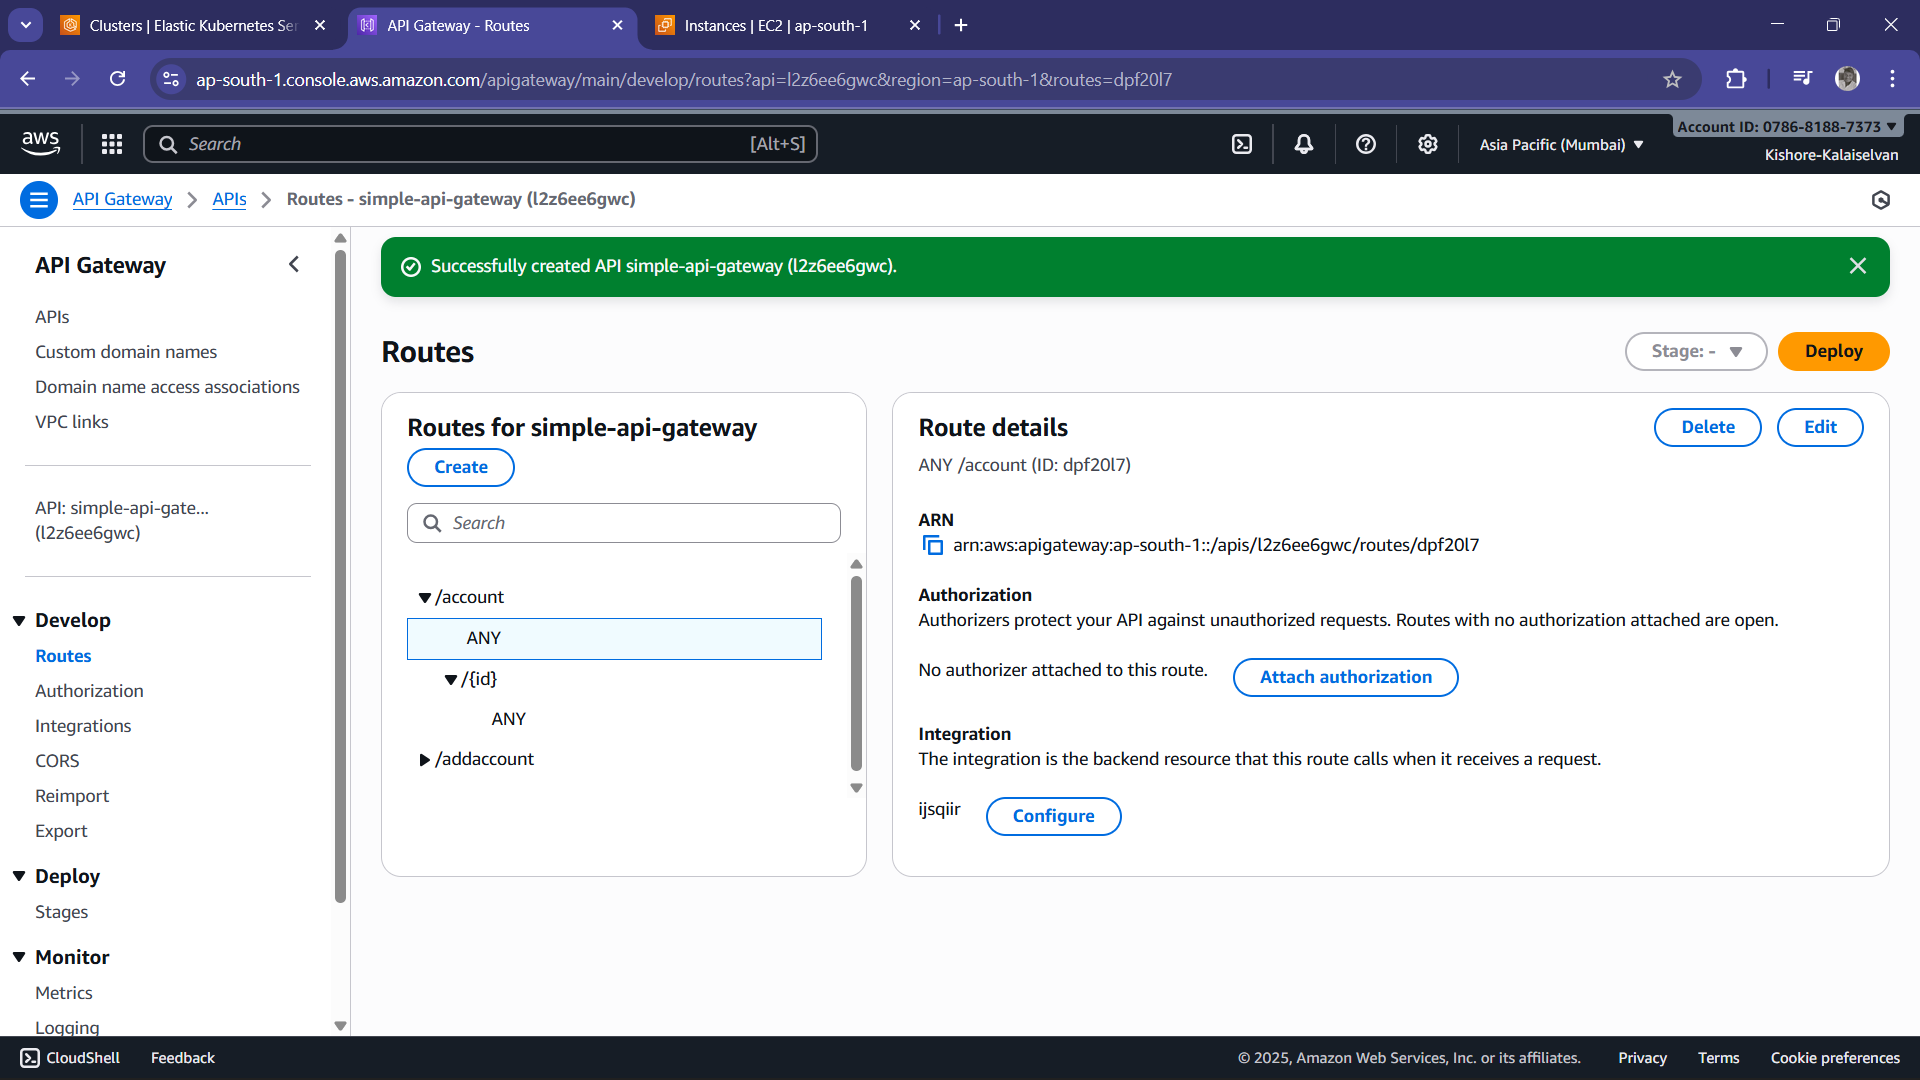 Clusters | Elastic Kubernetes Ser
API Gateway - Routes
Instances | EC2 | ap-south-1
ap-south-1.console.aws.amazon.com/apigateway/main/develop/routes?api=l2z6ee6gwc&region=ap-south-1&routes=dpf20l7
aws
Search
[Alt+S]
Asia Pacific (Mumbai)
Account ID: 0786-8188-7373
Kishore-Kalaiselvan
API Gateway
APIs
Routes - simple-api-gateway (l2z6ee6gwc)
API Gateway
APIs
Custom domain names
Domain name access associations
VPC links
API: simple-api-gate...
(l2z6ee6gwc)
Develop
Routes
Authorization
Integrations
CORS
Reimport
Export
Deploy
Stages
Monitor
Metrics
Logging
Successfully created API simple-api-gateway (l2z6ee6gwc).
Routes
Stage: -
Deploy
Routes for simple-api-gateway
Create
Search
/account
ANY
/{id}
ANY
/addaccount
Route details
Delete
Edit
ANY /account (ID: dpf20l7)
ARN
arn:aws:apigateway:ap-south-1::/apis/l2z6ee6gwc/routes/dpf20l7
Authorization
Authorizers protect your API against unauthorized requests. Routes with no authorization attached are open.
No authorizer attached to this route.
Attach authorization
Integration
The integration is the backend resource that this route calls when it receives a request.
ijsqiir
Configure
CloudShell
Feedback
© 2025, Amazon Web Services, Inc. or its affiliates.
Privacy
Terms
Cookie preferences